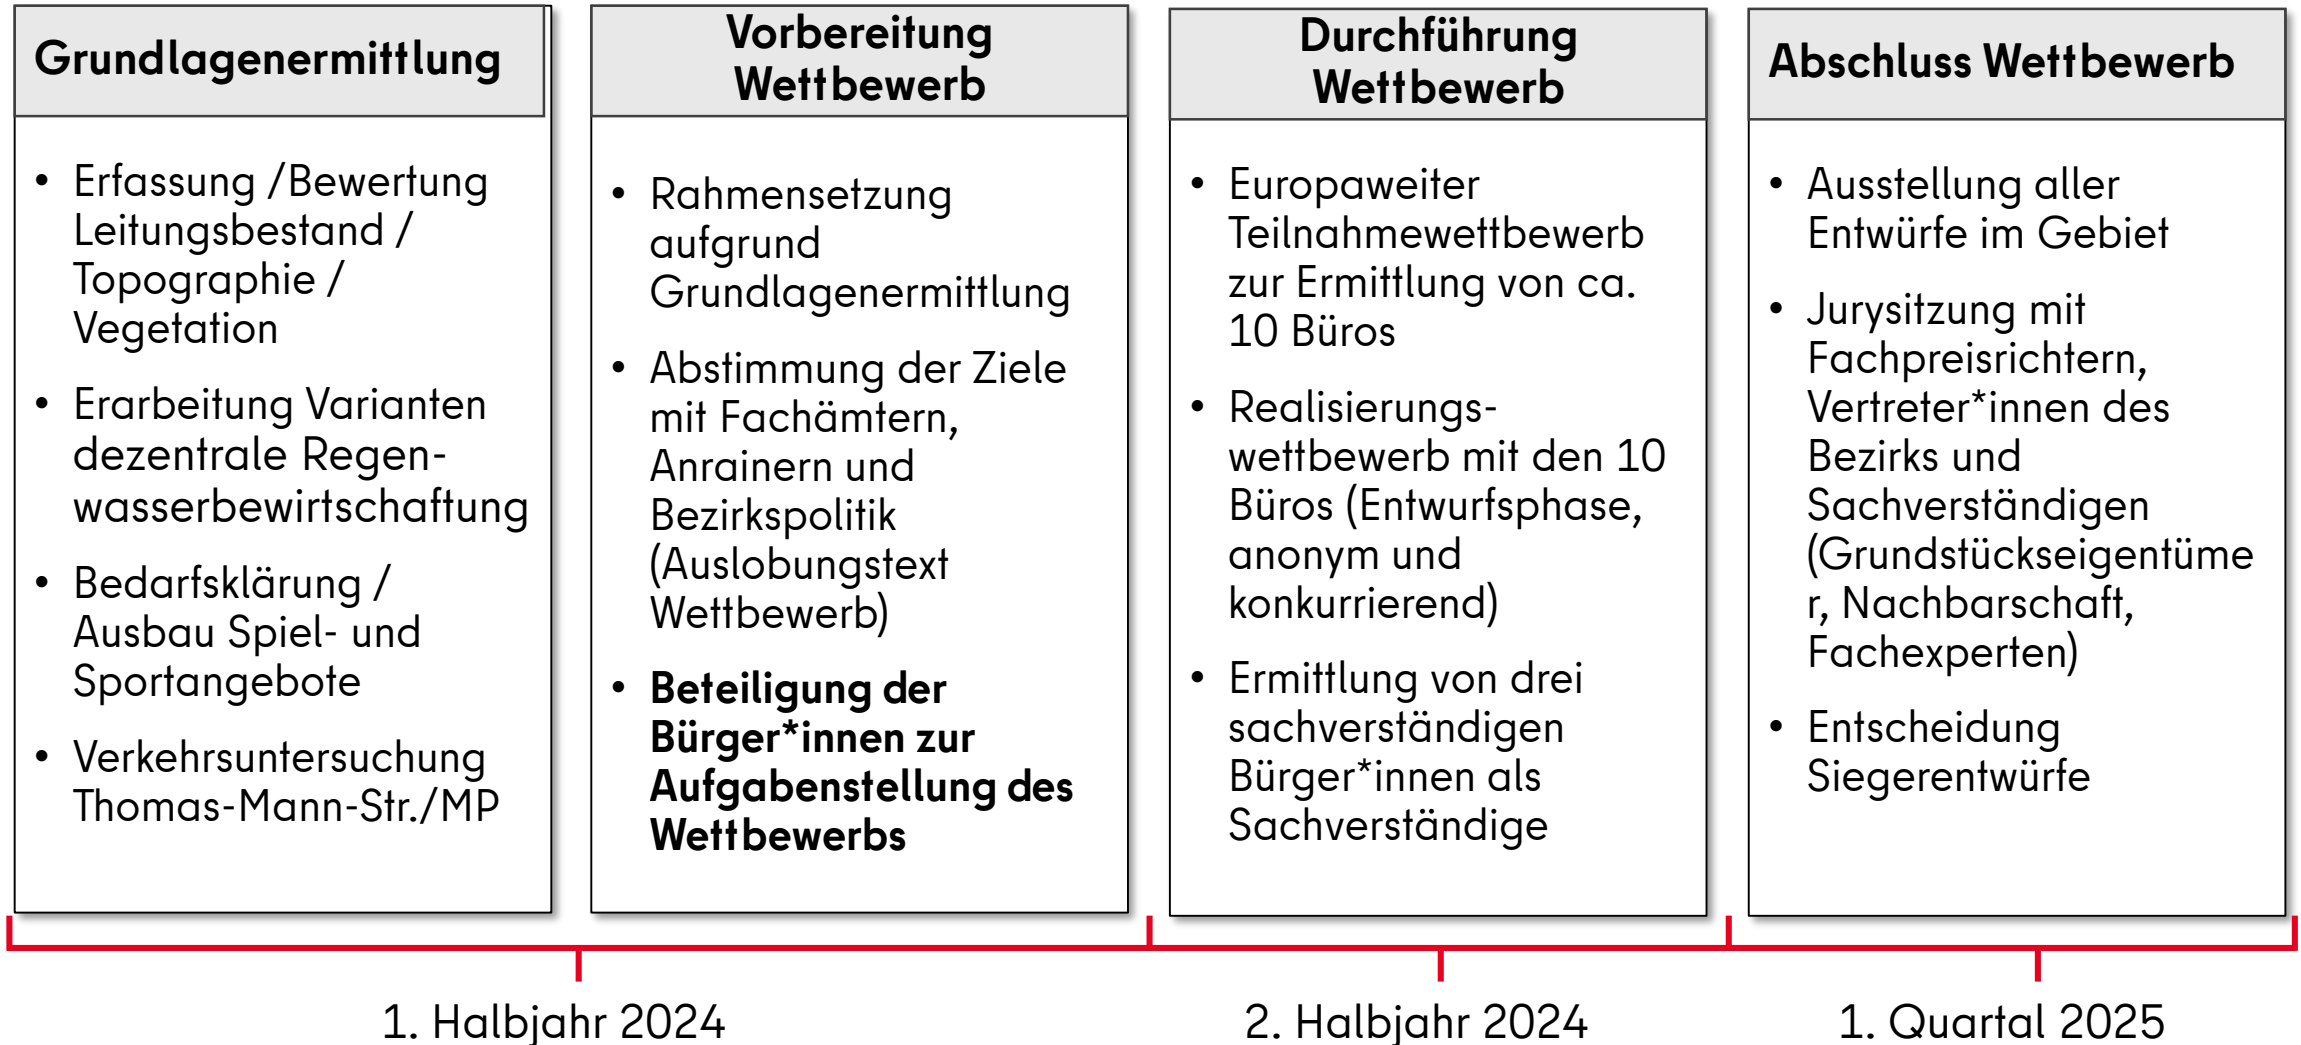 Grundlagenermittlung
• Erfassung /Bewertung
Leitungsbestand /
Topographie /
Vegetation
• Erarbeitung Varianten
dezentrale Regen-
wasserbewirtschaftung
• Bedarfsklärung /
Ausbau Spiel- und
Sportangebote
• Verkehrsuntersuchung
Thomas-Mann-Str./MP
Vorbereitung
Wettbewerb
• Rahmensetzung
aufgrund
Grundlagenermittlung
• Abstimmung der Ziele
mit Fachämtern,
Anrainern und
Bezirkspolitik
(Auslobungstext
Wettbewerb)
• Beteiligung der
Bürger*innen zur
Aufgabenstellung des
Wettbewerbs
Durchführung
Wettbewerb
• Europaweiter
Teilnahmewettbewerb
zur Ermittlung von ca.
10 Büros
• Realisierungs-
wettbewerb mit den 10
Büros (Entwurfsphase,
anonym und
konkurrierend)
• Ermittlung von drei
sachverständigen
Bürger*innen als
Sachverständige
Abschluss Wettbewerb
• Ausstellung aller
Entwürfe im Gebiet
• Jurysitzung mit
Fachpreisrichtern,
Vertreter*innen des
Bezirks und
Sachverständigen
(Grundstückseigentüme
r, Nachbarschaft,
Fachexperten)
• Entscheidung
Siegerentwürfe
1. Halbjahr 2024
2. Halbjahr 2024
1. Quartal 2025